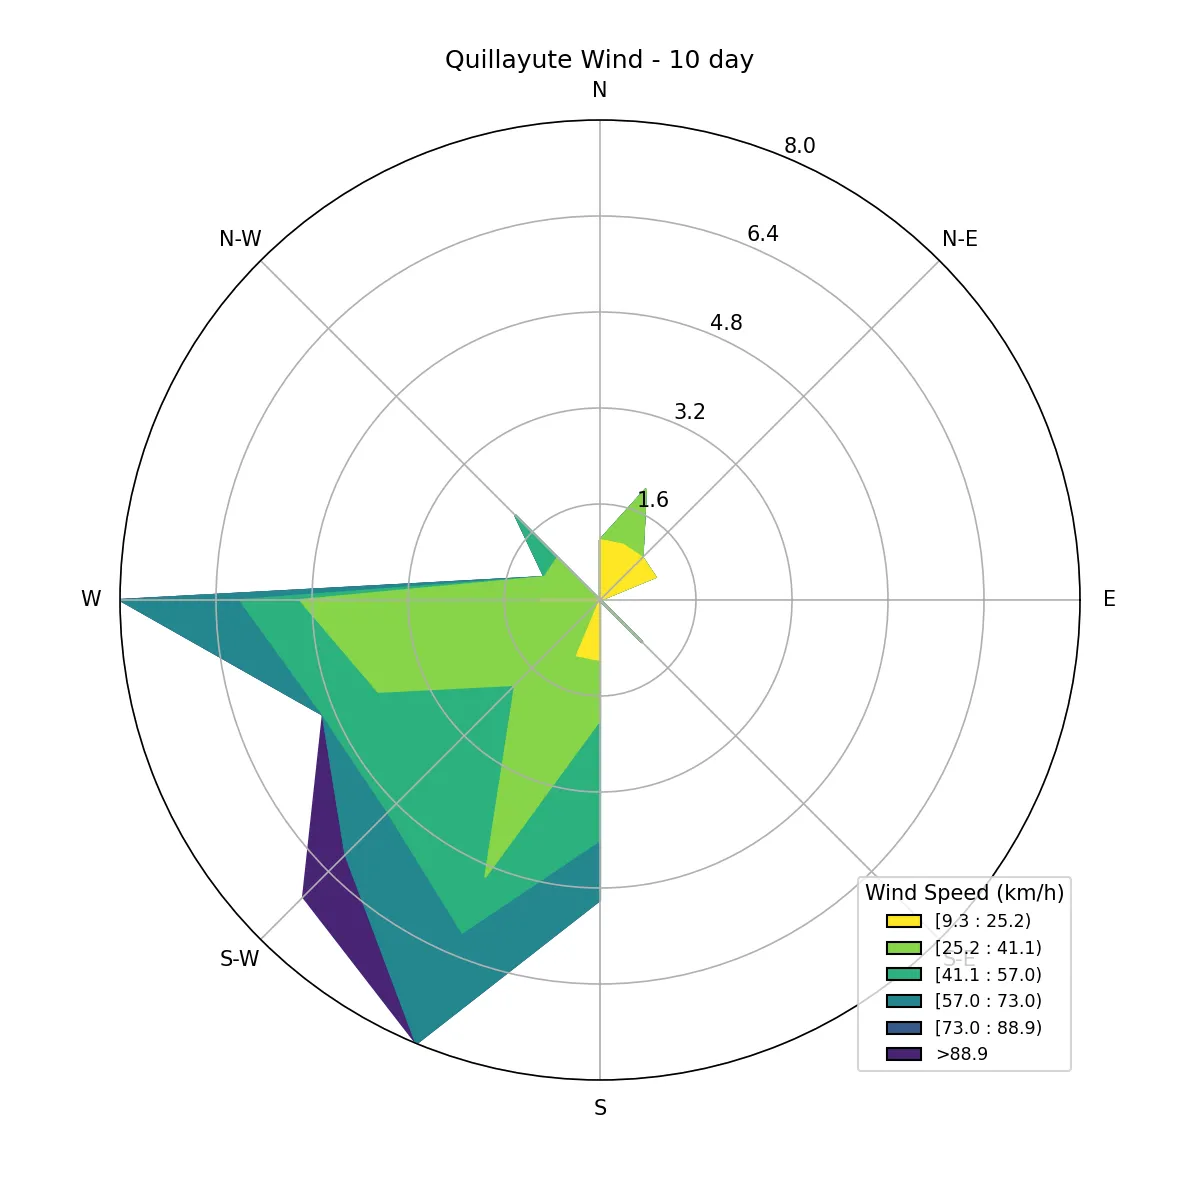 Quillayute Wind - 10 day
N
8.0
N-W
6.4
N-E
4.8
3.2
1.6
W
E
S-W
S-E
S
Wind Speed (km/h)
[9.3 : 25.2)
[25.2 : 41.1)
[41.1 : 57.0)
[57.0 : 73.0)
[73.0 : 88.9)
>88.9